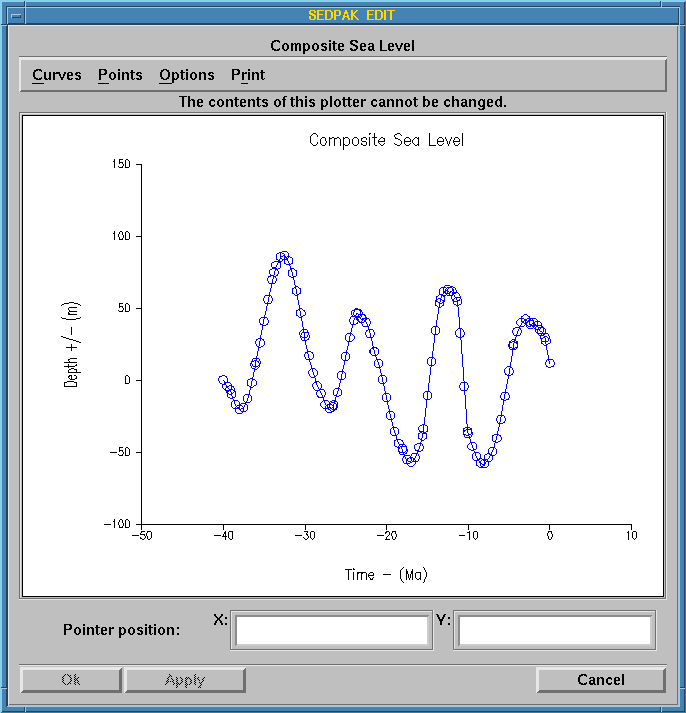 SEDPAK EDIT
Composite Sea Level
Curves Points Options Print
The contents of this plotter cannot be changed.
Composite Sea Level
150
100
50
0
-50
-100
Depth +/- (m)
-50 -40 -30 -20 -10 0 10
Time - (Ma)
Pointer position: X: Y:
Ok Apply Cancel